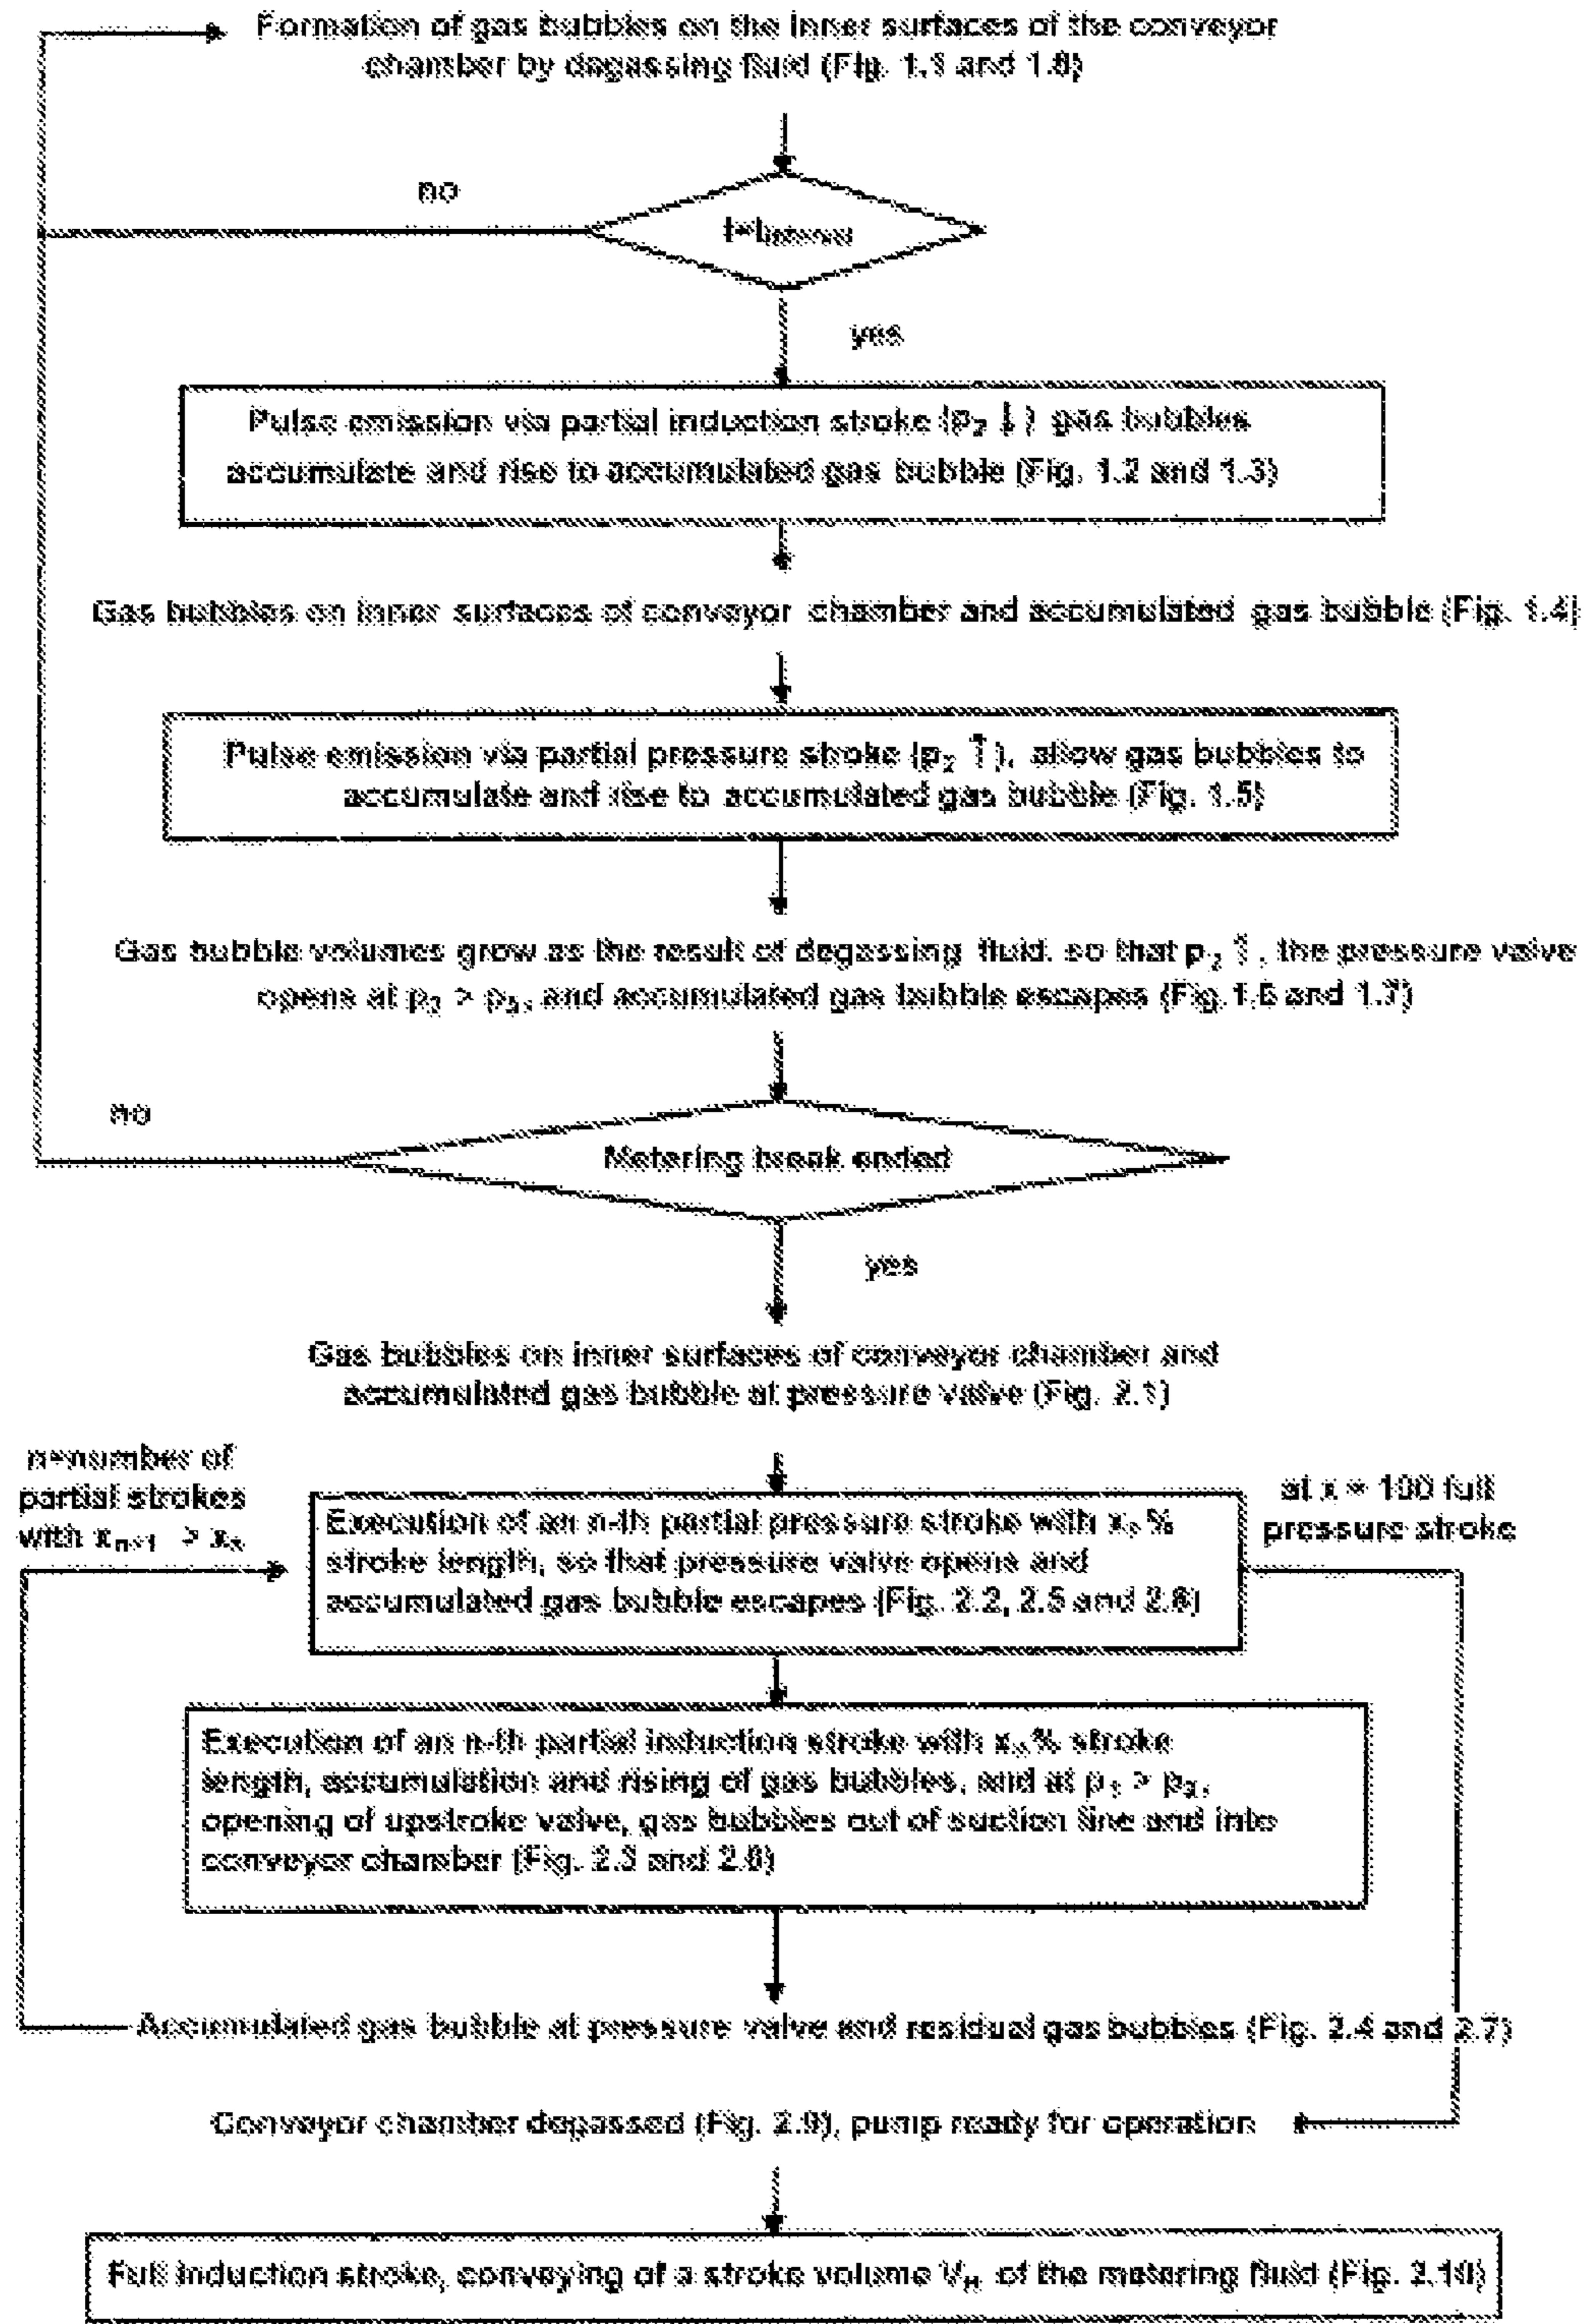 Formation of gas bubbles on the inner surfaces of the conveyor
chamber by degassing fluid (Fig. 1.1 and 1.8)
no
t=t_interval
yes
Pulse emission via partial induction stroke (p₂ ↓) gas bubbles
accumulate and rise to accumulated gas bubble (Fig. 1.2 and 1.3)
Gas bubbles on inner surfaces of conveyor chamber and accumulated gas bubble (Fig. 1.4)
Pulse emission via partial pressure stroke (p₂ ↑), allow gas bubbles to
accumulate and rise to accumulated gas bubble (Fig. 1.5)
Gas bubble volumes grow as the result of degassing fluid, so that p₂ ↑, the pressure valve
opens at p₂ > p₃, and accumulated gas bubble escapes (Fig. 1.6 and 1.7)
no
Metering break ended
yes
Gas bubbles on inner surfaces of conveyor chamber and
accumulated gas bubble at pressure valve (Fig. 2.1)
n=number of
partial strokes
with xₙ₊₁ > xₙ
at x = 100 full
pressure stroke
Execution of an n-th partial pressure stroke with xₙ%
stroke length, so that pressure valve opens and
accumulated gas bubble escapes (Fig. 2.2, 2.5 and 2.8)
Execution of an n-th partial induction stroke with xₙ% stroke
length, accumulation and rising of gas bubbles, and at p₁ > p₂,
opening of upstroke valve, gas bubbles out of suction line and into
conveyor chamber (Fig. 2.3 and 2.6)
Accumulated gas bubble at pressure valve and residual gas bubbles (Fig. 2.4 and 2.7)
Conveyor chamber degassed (Fig. 2.9), pump ready for operation
Full induction stroke, conveying of a stroke volume V_H of the metering fluid (Fig. 2.10)